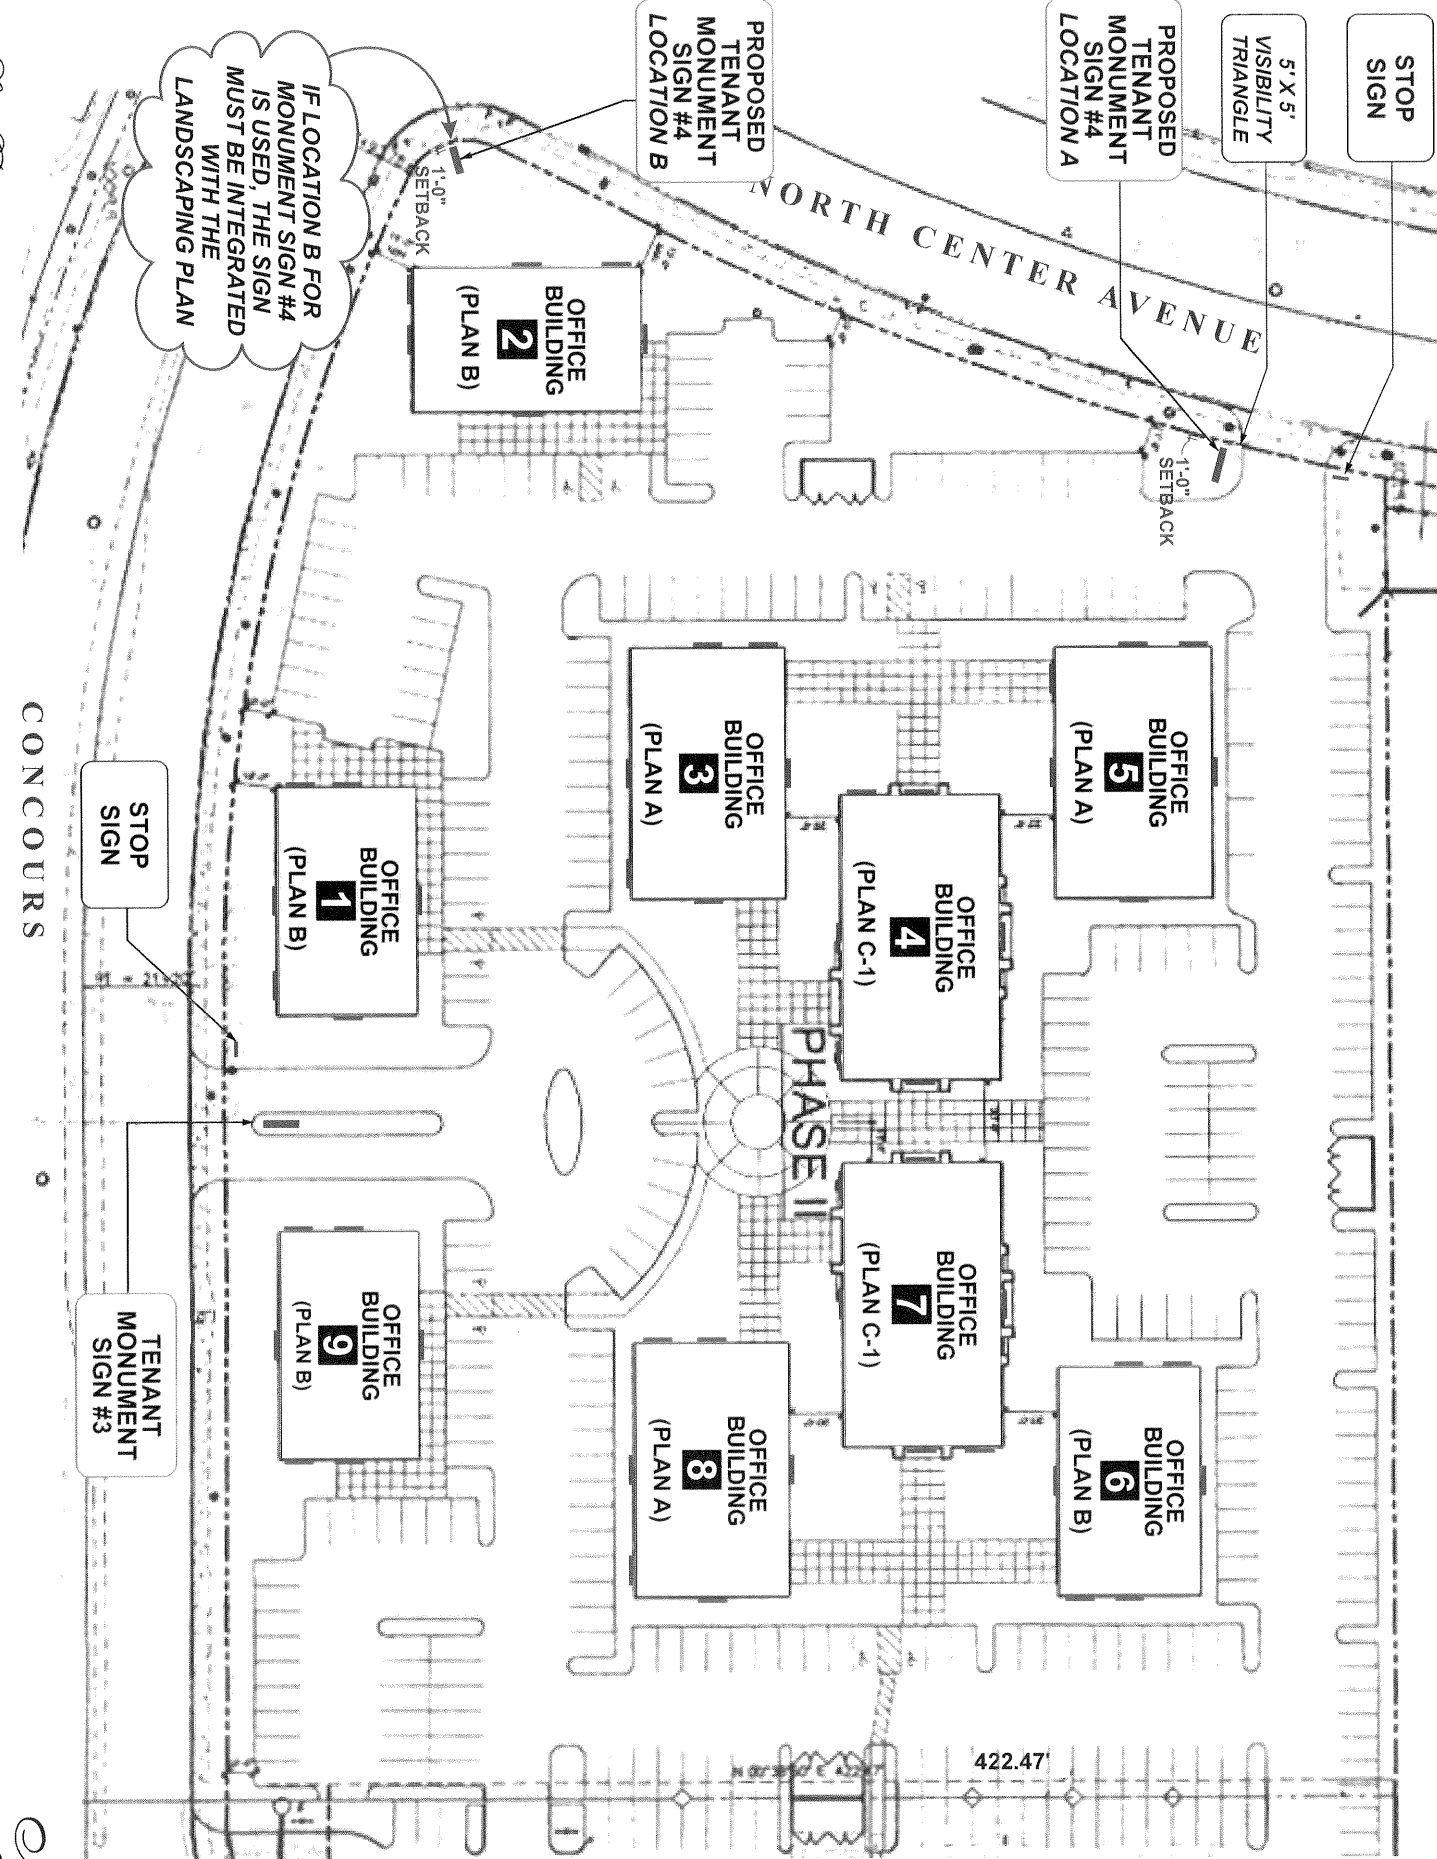 STOP
SIGN
5' X 5'
VISIBILITY
TRIANGLE
PROPOSED
TENANT
MONUMENT
SIGN #4
LOCATION A
PROPOSED
TENANT
MONUMENT
SIGN #4
LOCATION B
IF LOCATION B FOR
MONUMENT SIGN #4
IS USED, THE SIGN
MUST BE INTEGRATED
WITH THE
LANDSCAPING PLAN
NORTH CENTER AVENUE
1'-0"
SETBACK
1'-0"
SETBACK
OFFICE
BUILDING
2
(PLAN B)
OFFICE
BUILDING
5
(PLAN A)
OFFICE
BUILDING
3
(PLAN A)
OFFICE
BUILDING
4
(PLAN C-1)
OFFICE
BUILDING
1
(PLAN B)
PHASE II
OFFICE
BUILDING
7
(PLAN C-1)
OFFICE
BUILDING
6
(PLAN B)
OFFICE
BUILDING
8
(PLAN A)
OFFICE
BUILDING
9
(PLAN B)
STOP
SIGN
TENANT
MONUMENT
SIGN #3
CONCOURS
422.47'